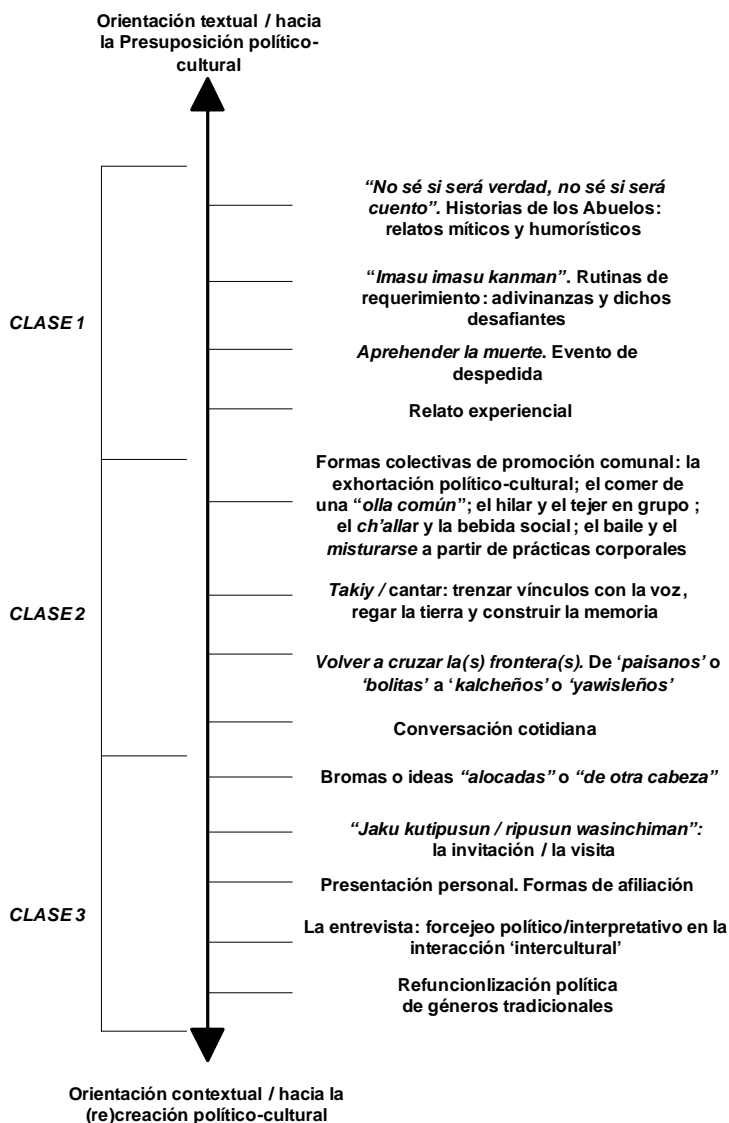 Orientación textual / hacia
la Presuposición político-
cultural
CLASE 1
“No sé si será verdad, no sé si será
cuento”. Historias de los Abuelos:
relatos míticos y humorísticos
“Imasu imasu kanman”. Rutinas de
requerimiento: adivinanzas y dichos
desafiantes
Aprehender la muerte. Evento de
despedida
Relato experiencial
CLASE 2
Formas colectivas de promoción comunal: la
exhortación político-cultural; el comer de
una “olla común”; el hilar y el tejer en grupo ;
el ch’allar y la bebida social; el baile y el
misturarse a partir de prácticas corporales
Takiy / cantar: trenzar vínculos con la voz,
regar la tierra y construir la memoria
Volver a cruzar la(s) frontera(s). De ‘paisanos’ o
‘bolitas’ a ‘kalcheños’ o ‘yawisleños’
Conversación cotidiana
CLASE 3
Bromas o ideas “alocadas” o “de otra cabeza”
“Jaku kutipusun / ripusun wasinchiman”:
la invitación / la visita
Presentación personal. Formas de afiliación
La entrevista: forcejeo político/interpretativo en la
interacción ‘intercultural’
Refuncionlización política
de géneros tradicionales
Orientación contextual / hacia la
(re)creación político-cultural